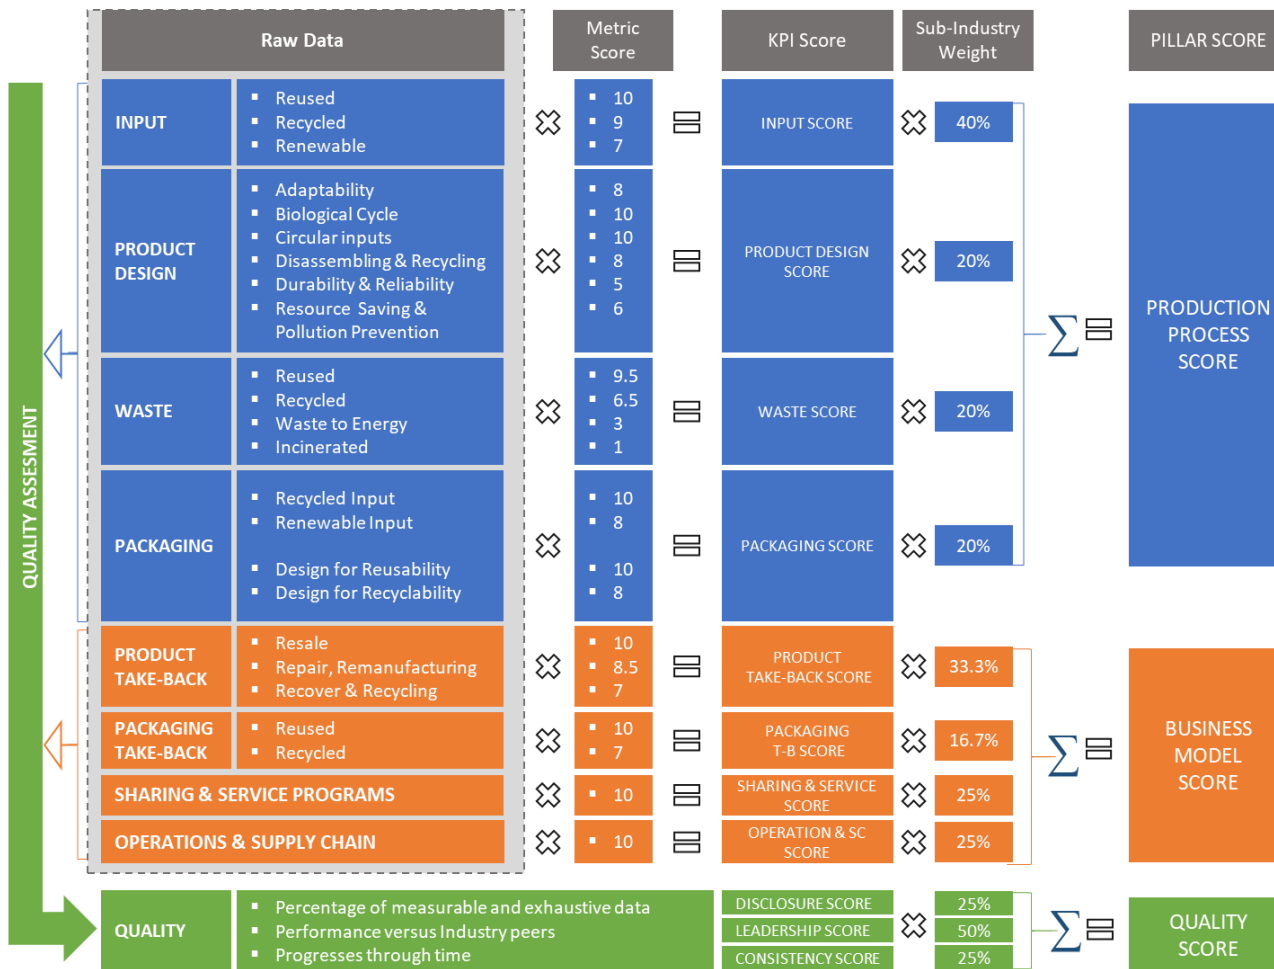 Raw Data
Metric
Score
KPI Score
Sub-Industry
Weight
PILLAR SCORE
QUALITY ASSESMENT
INPUT
▪ Reused
▪ Recycled
▪ Renewable
▪ 10
▪ 9
▪ 7
INPUT SCORE
40%
PRODUCT
DESIGN
▪ Adaptability
▪ Biological Cycle
▪ Circular inputs
▪ Disassembling & Recycling
▪ Durability & Reliability
▪ Resource Saving &
Pollution Prevention
▪ 8
▪ 10
▪ 10
▪ 8
▪ 5
▪ 6
PRODUCT DESIGN
SCORE
20%
WASTE
▪ Reused
▪ Recycled
▪ Waste to Energy
▪ Incinerated
▪ 9.5
▪ 6.5
▪ 3
▪ 1
WASTE SCORE
20%
PACKAGING
▪ Recycled Input
▪ Renewable Input
▪ Design for Reusability
▪ Design for Recyclability
▪ 10
▪ 8
▪ 10
▪ 8
PACKAGING SCORE
20%
∑
PRODUCTION
PROCESS
SCORE
PRODUCT
TAKE-BACK
▪ Resale
▪ Repair, Remanufacturing
▪ Recover & Recycling
▪ 10
▪ 8.5
▪ 7
PRODUCT
TAKE-BACK SCORE
33.3%
PACKAGING
TAKE-BACK
▪ Reused
▪ Recycled
▪ 10
▪ 7
PACKAGING
T-B SCORE
16.7%
SHARING & SERVICE PROGRAMS
▪ 10
SHARING & SERVICE
SCORE
25%
OPERATIONS & SUPPLY CHAIN
▪ 10
OPERATION & SC
SCORE
25%
∑
BUSINESS
MODEL
SCORE
QUALITY
▪ Percentage of measurable and exhaustive data
▪ Performance versus Industry peers
▪ Progresses through time
DISCLOSURE SCORE
LEADERSHIP SCORE
CONSISTENCY SCORE
25%
50%
25%
∑
QUALITY
SCORE